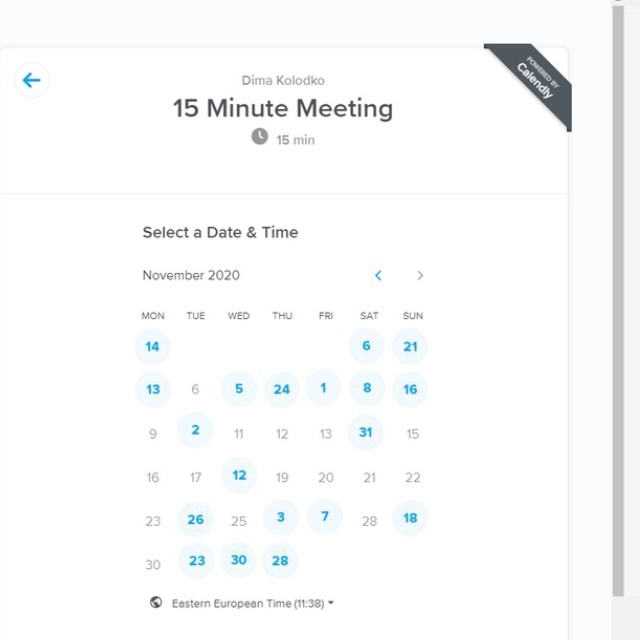 POWERED BY
Calendly
Dima Kolodko
15 Minute Meeting
15 min
Select a Date & Time
November 2020
MON TUE WED THU FRI SAT SUN
14 6 21
13 6 5 24 1 8 16
9 2 11 12 13 31 15
16 17 12 19 20 21 22
23 26 25 3 7 28 18
30 23 30 28
Eastern European Time (11:38)